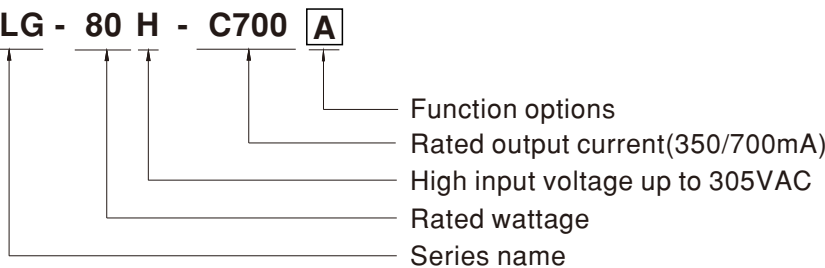 LG - 80 H - C700 A
Function options
Rated output current(350/700mA)
High input voltage up to 305VAC
Rated wattage
Series name